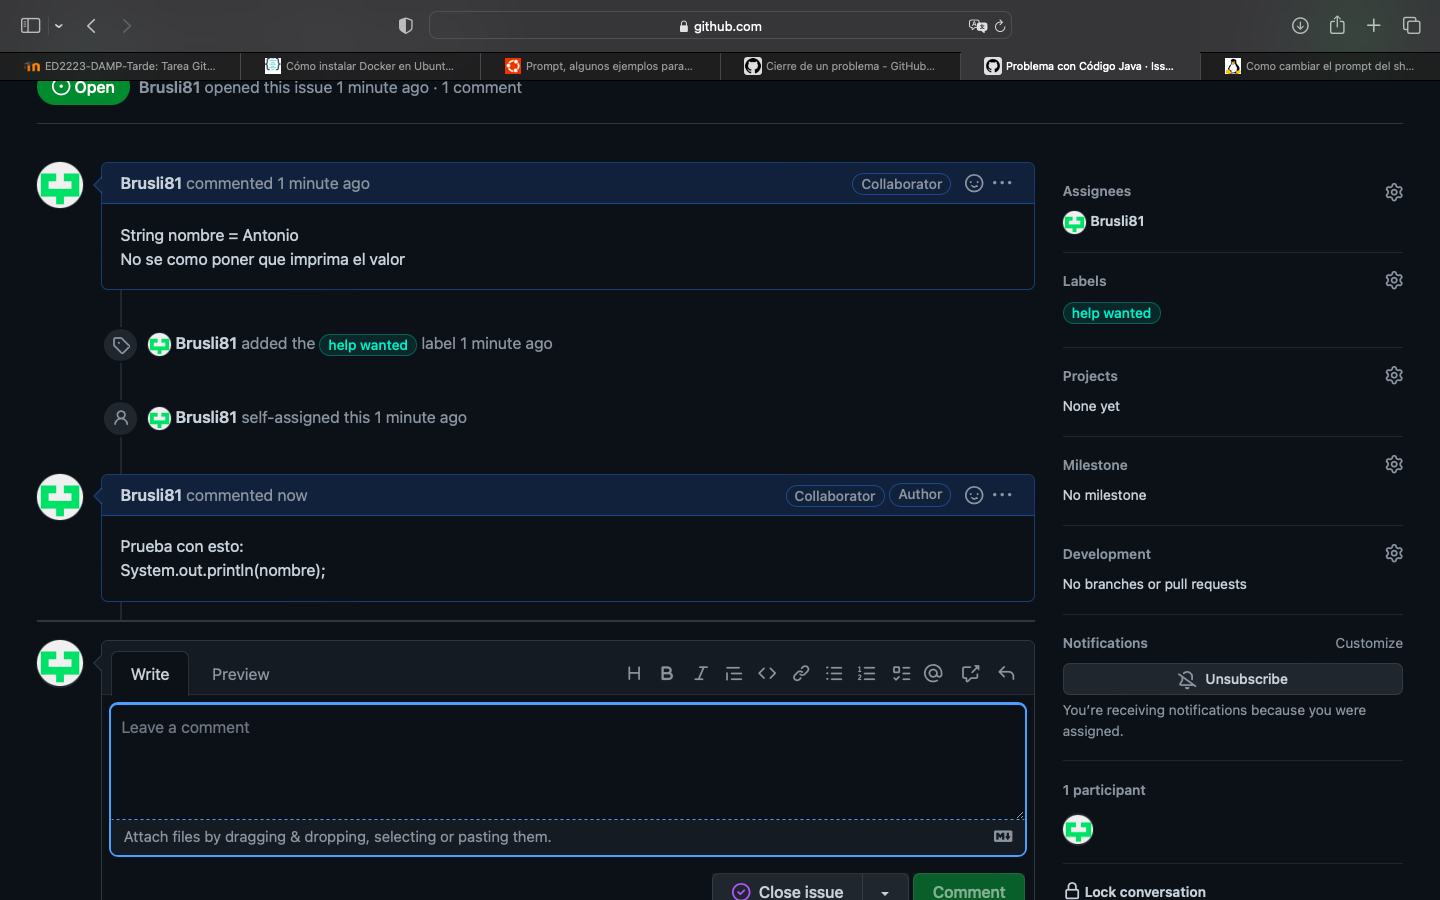 github.com
ED2223-DAMP-Tarde: Tarea Git...
Cómo instalar Docker en Ubunt...
Prompt, algunos ejemplos para...
Cierre de un problema - GitHub...
Problema con Código Java · Iss...
Como cambiar el prompt del sh...
Open
Brusli81 opened this issue 1 minute ago · 1 comment
Brusli81 commented 1 minute ago
Collaborator
String nombre = Antonio
No se como poner que imprima el valor
Brusli81 added the help wanted label 1 minute ago
Brusli81 self-assigned this 1 minute ago
Brusli81 commented now
Collaborator
Author
Prueba con esto:
System.out.println(nombre);
Write
Preview
Leave a comment
Attach files by dragging & dropping, selecting or pasting them.
Close issue
Comment
Assignees
Brusli81
Labels
help wanted
Projects
None yet
Milestone
No milestone
Development
No branches or pull requests
Notifications
Customize
Unsubscribe
You're receiving notifications because you were
assigned.
1 participant
Lock conversation